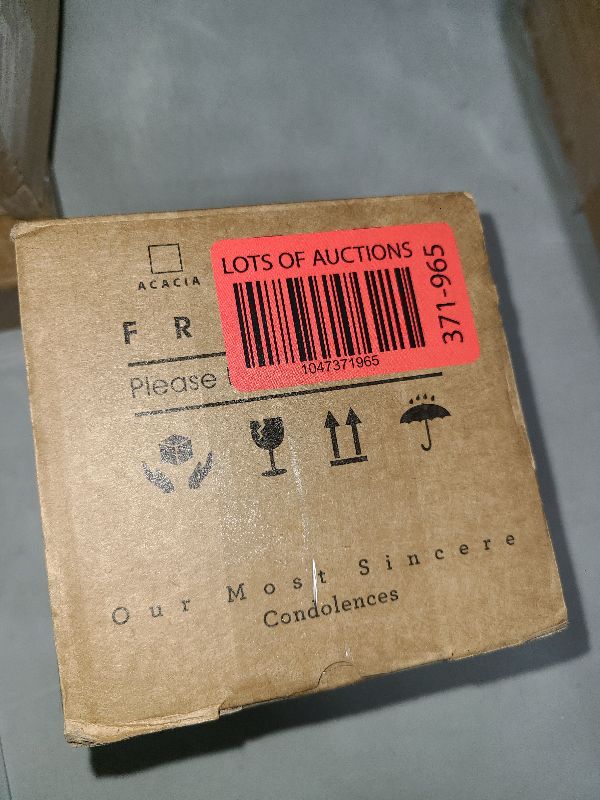 ACACIA
LOTS OF AUCTIONS
1047371965
371-965
F R
Please
Our Most Sincere
Condolences